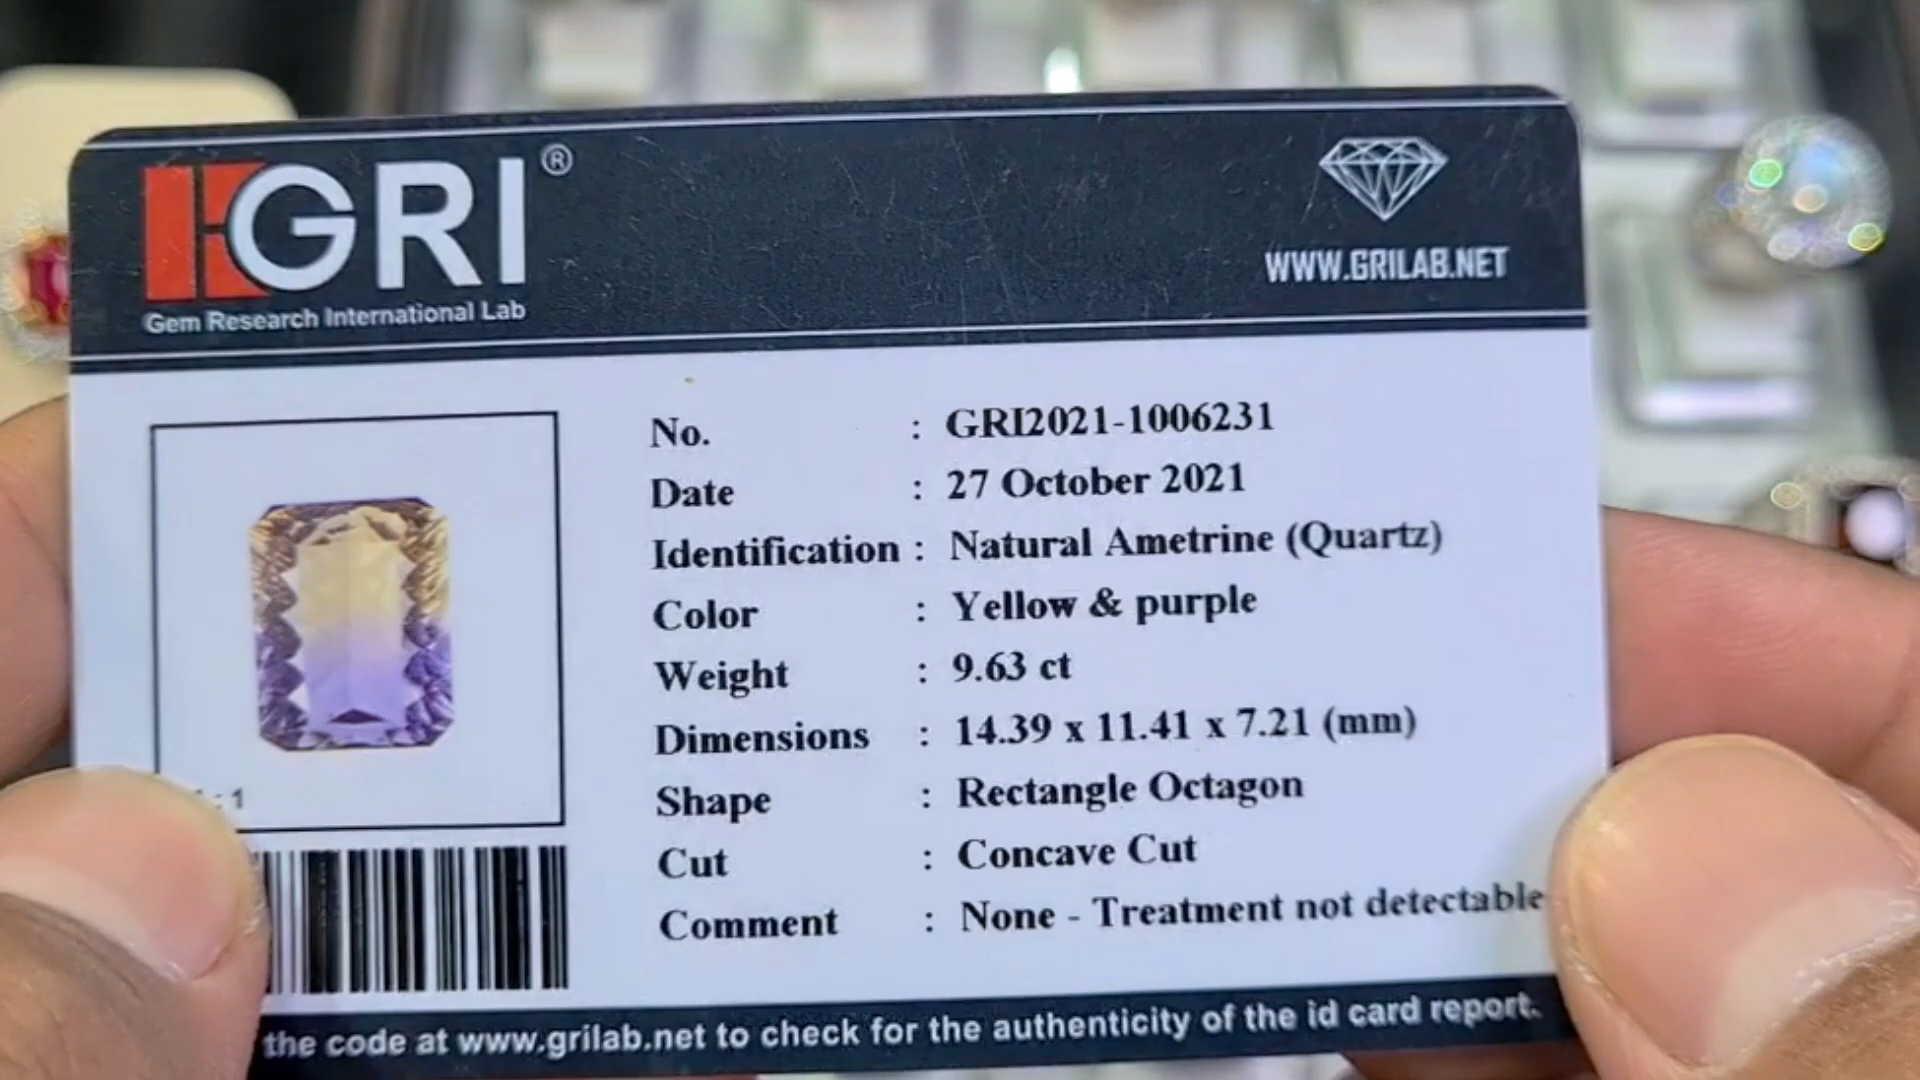 GRI®
Gem Research International Lab
WWW.GRILAB.NET
No. : GRI2021-1006231
Date : 27 October 2021
Identification : Natural Ametrine (Quartz)
Color : Yellow & purple
Weight : 9.63 ct
Dimensions : 14.39 x 11.41 x 7.21 (mm)
Shape : Rectangle Octagon
Cut : Concave Cut
Comment : None - Treatment not detectable
: 1
the code at www.grilab.net to check for the authenticity of the id card report.